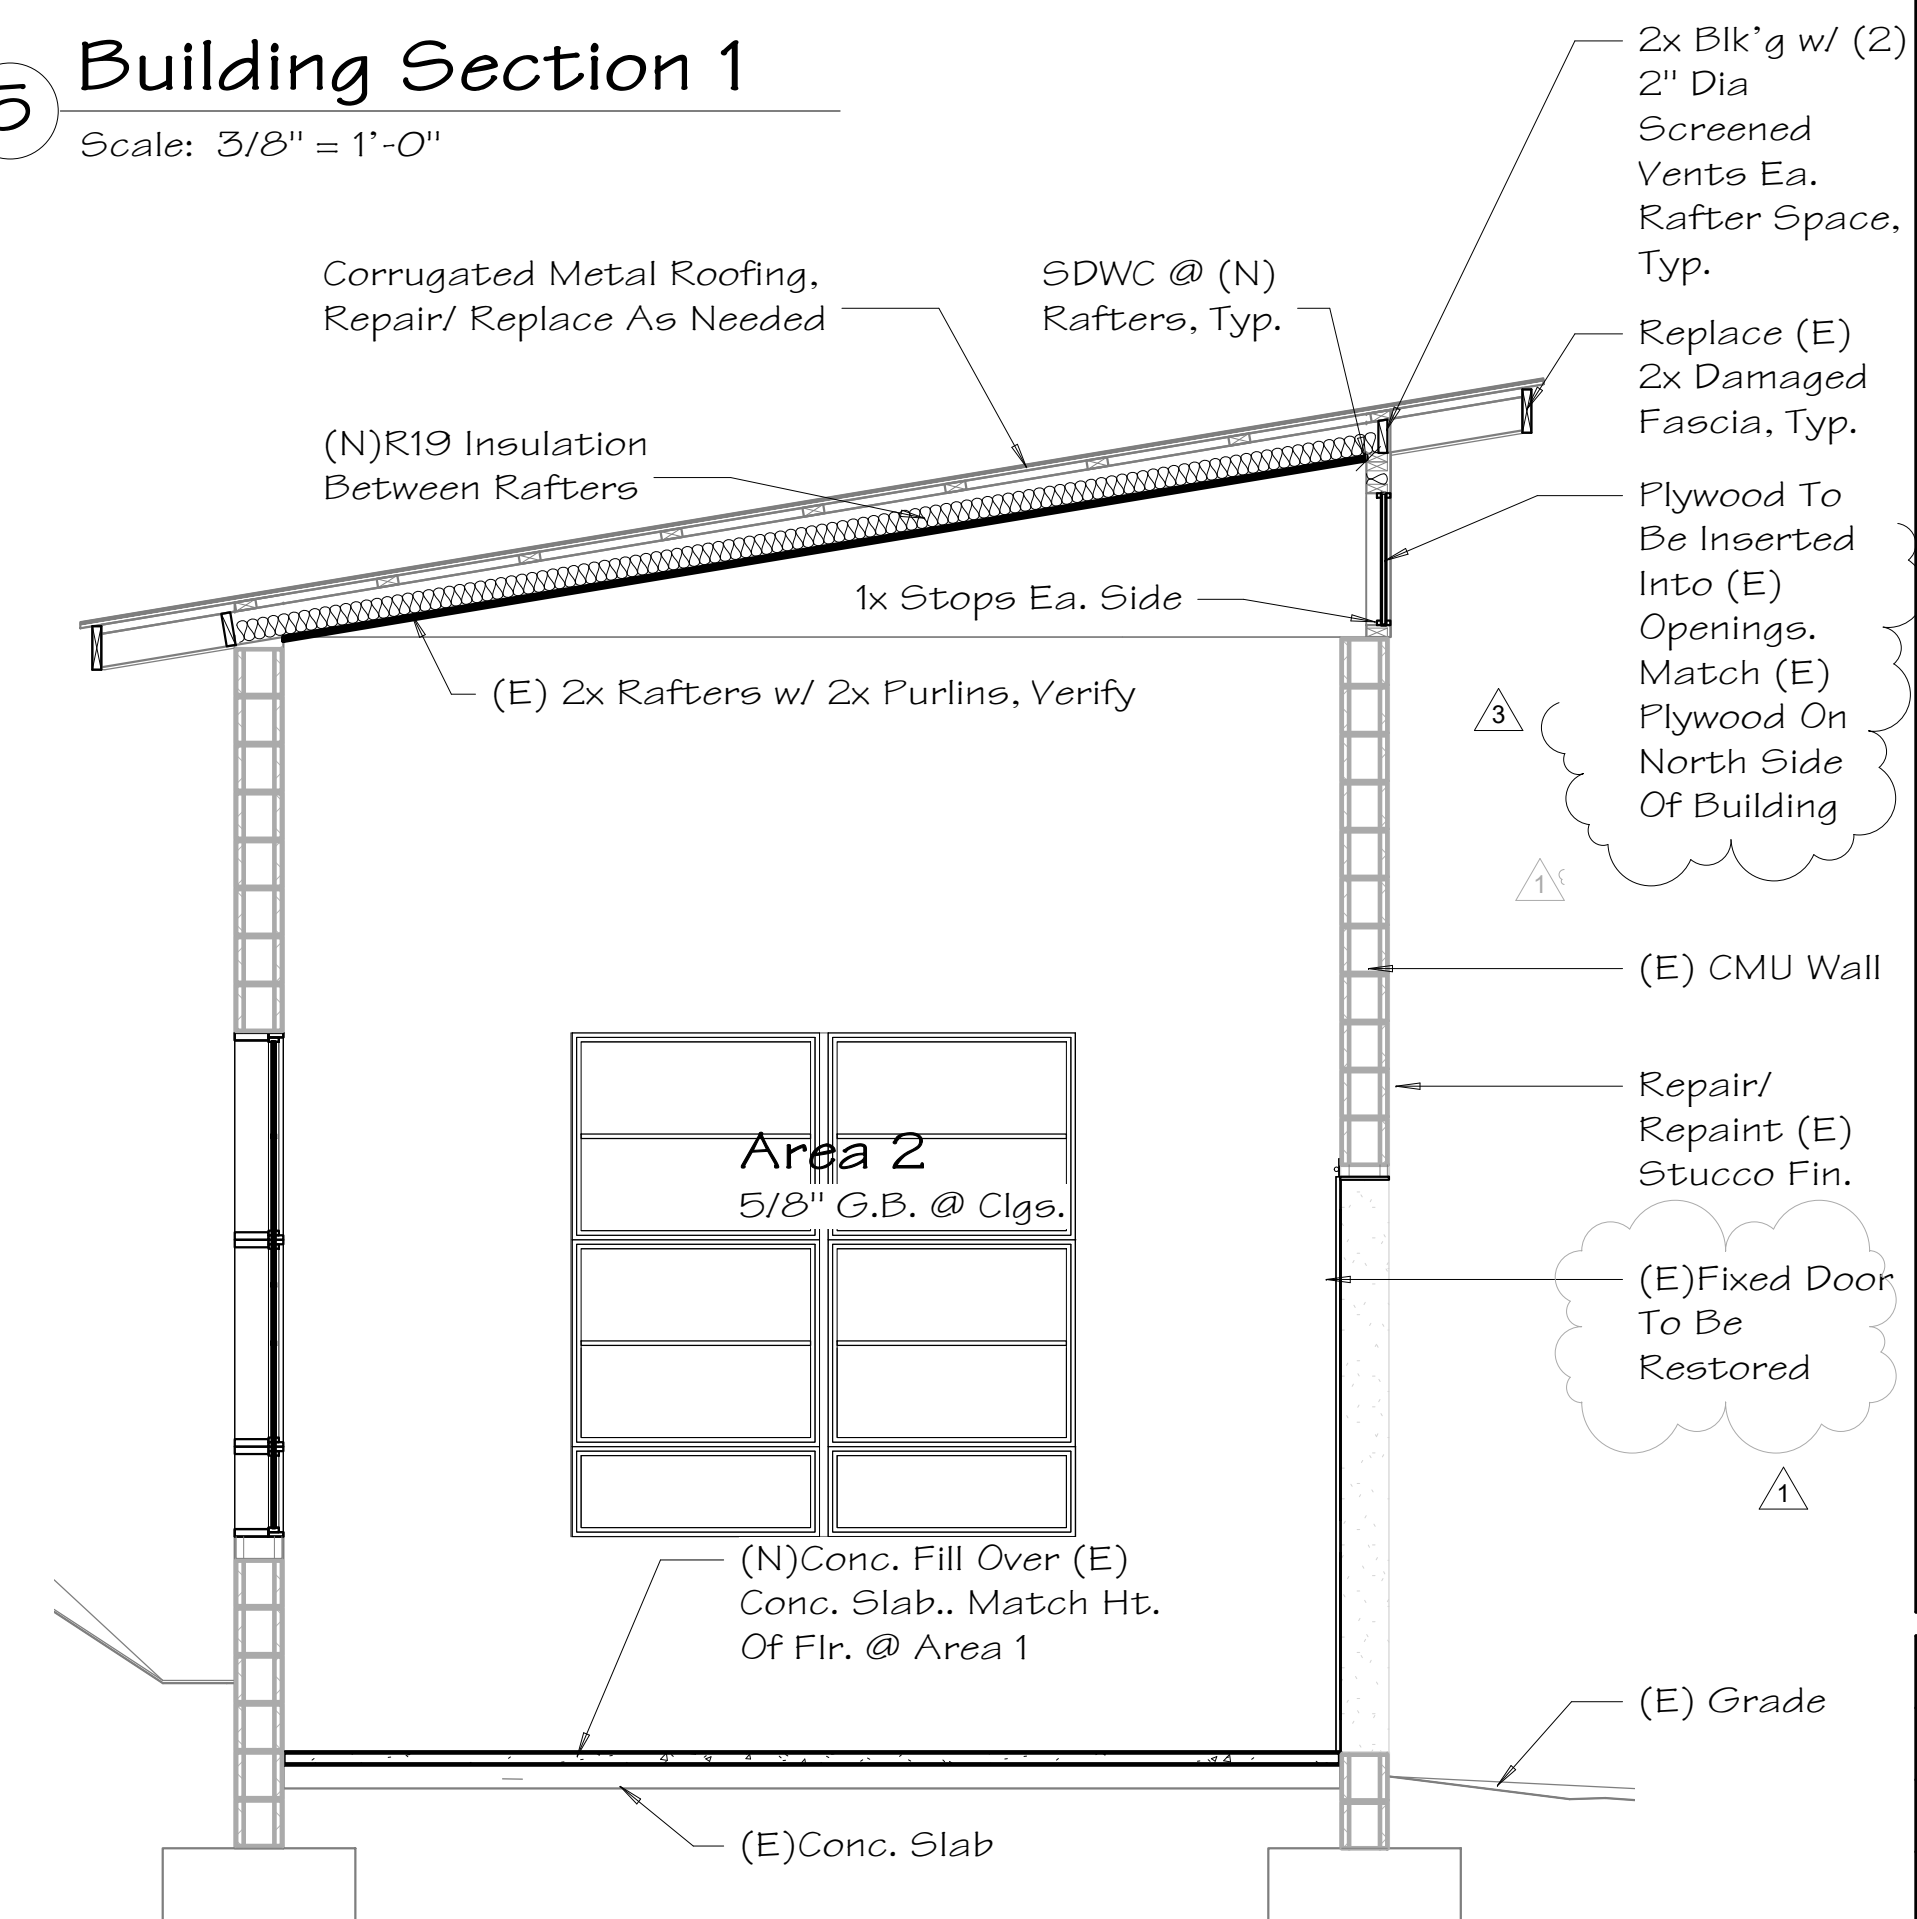 5
Building Section 1
Scale: 3/8" = 1'-0"
2x Blk'g w/ (2)
2" Dia
Screened
Vents Ea.
Rafter Space,
Typ.
Corrugated Metal Roofing,
Repair/ Replace As Needed
SDWC @ (N)
Rafters, Typ.
Replace (E)
2x Damaged
Fascia, Typ.
(N)R19 Insulation
Between Rafters
Plywood To
Be Inserted
Into (E)
Openings.
Match (E)
Plywood On
North Side
Of Building
1x Stops Ea. Side
(E) 2x Rafters w/ 2x Purlins, Verify
3
1
(E) CMU Wall
Repair/
Repaint (E)
Stucco Fin.
Area 2
5/8" G.B. @ Clgs.
(E)Fixed Door
To Be
Restored
1
(N)Conc. Fill Over (E)
Conc. Slab.. Match Ht.
Of Flr. @ Area 1
(E) Grade
(E)Conc. Slab